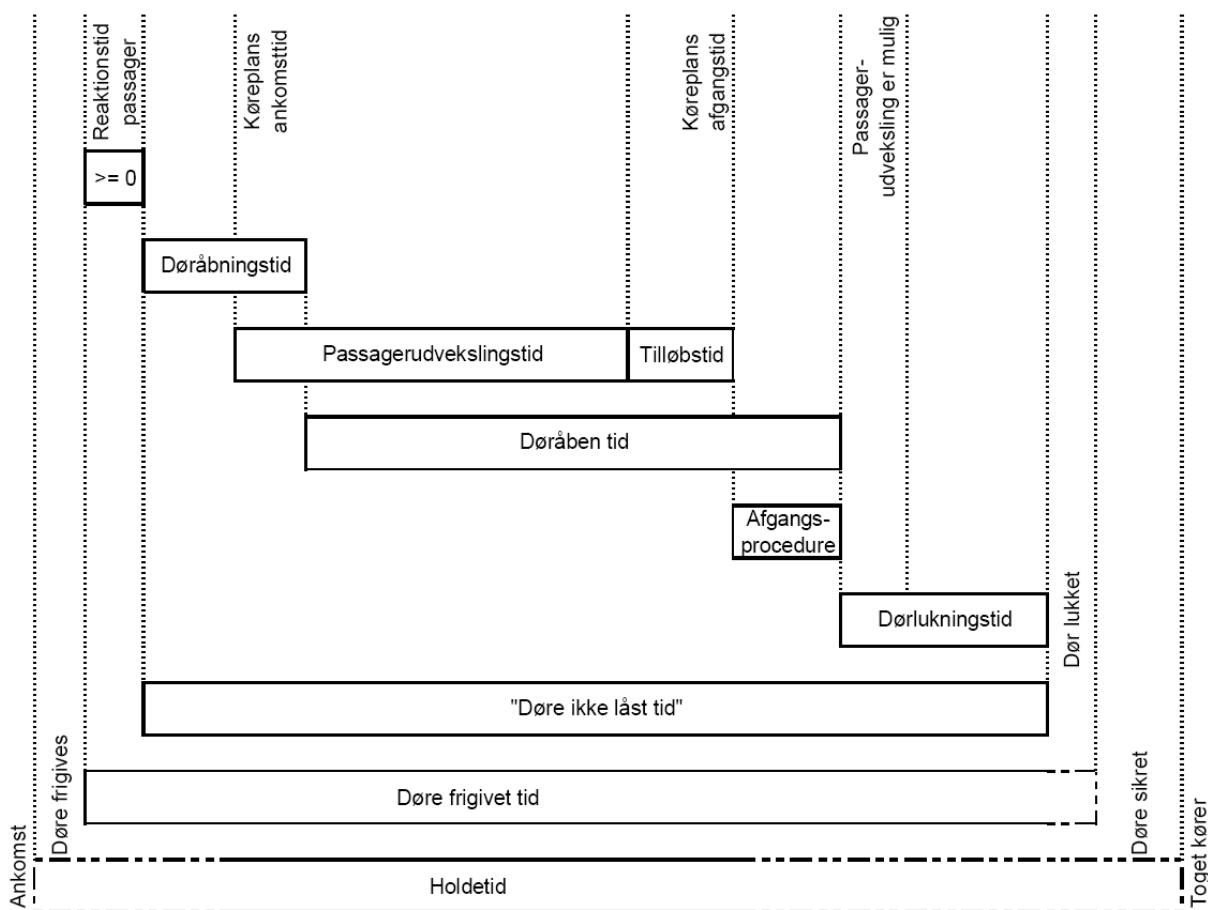 Reaktionstid
passager
Køreplans
ankomsttid
Køreplans
afgangstid
Passager-
udveksling er mulig
>= 0
Døråbningstid
Passagerudvekslingstid
Tilløbstid
Døråben tid
Afgangs-
procedure
Dørlukningstid
Dør lukket
"Døre ikke låst tid"
Døre frigives
Døre frigivet tid
Døre sikret
Ankomst
Holdetid
Toget kører